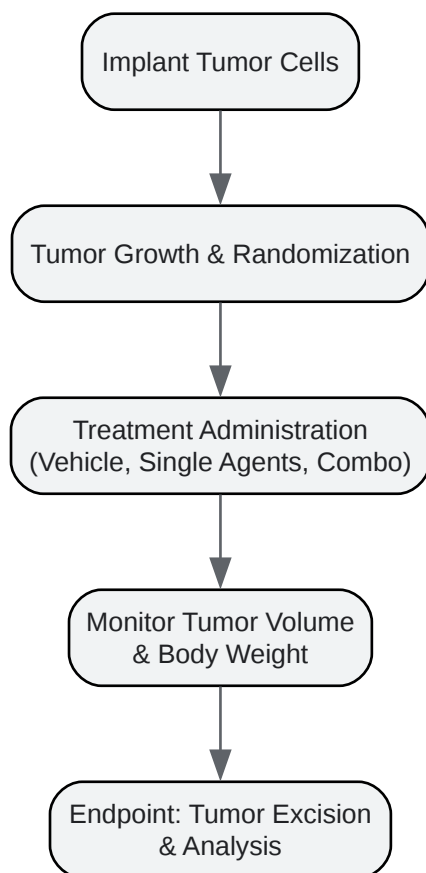 Implant Tumor Cells
Tumor Growth & Randomization
Treatment Administration
(Vehicle, Single Agents, Combo)
Monitor Tumor Volume
& Body Weight
Endpoint: Tumor Excision
& Analysis